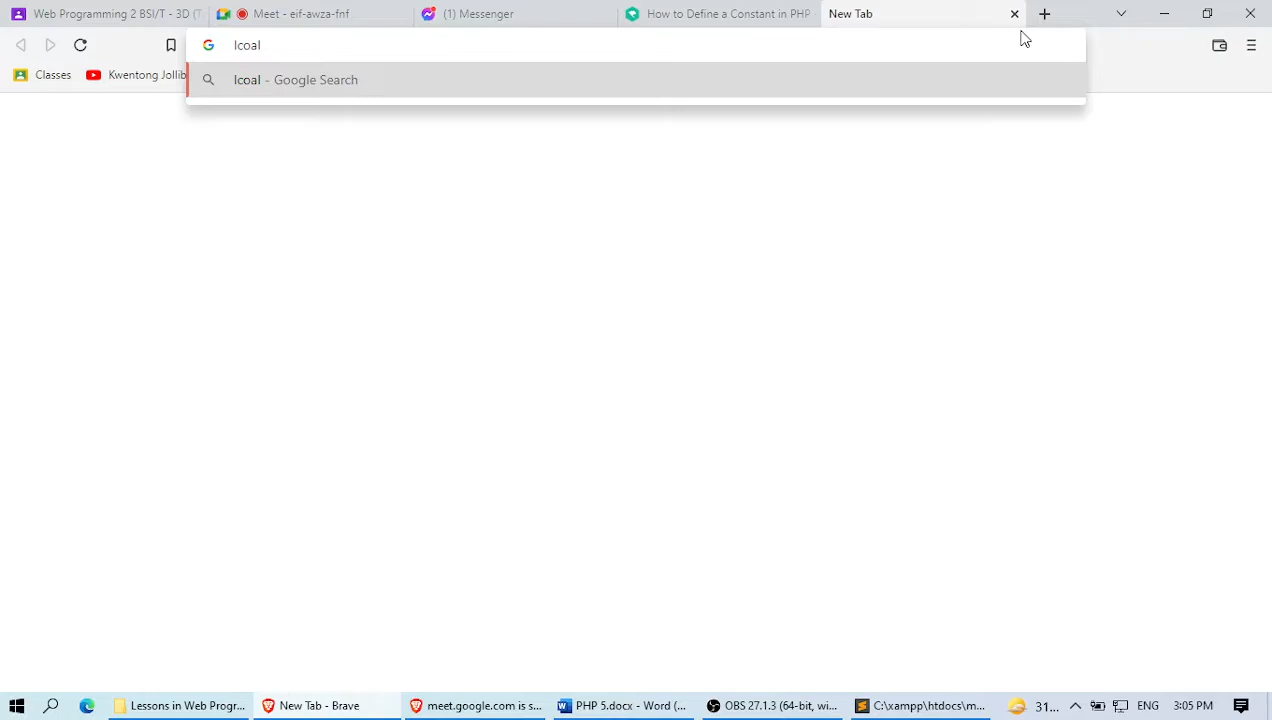 Web Programming 2 BSI/T - 3D (T
Meet - eif-awza-fnf
(1) Messenger
How to Define a Constant in PHP
New Tab
lcoal
Classes
Kwentong Jollib
lcoal - Google Search
Lessons in Web Progr...
New Tab - Brave
meet.google.com is s...
PHP 5.docx - Word (...
OBS 27.1.3 (64-bit, wi...
C:\xampp\htdocs\m...
31...
ENG
3:05 PM